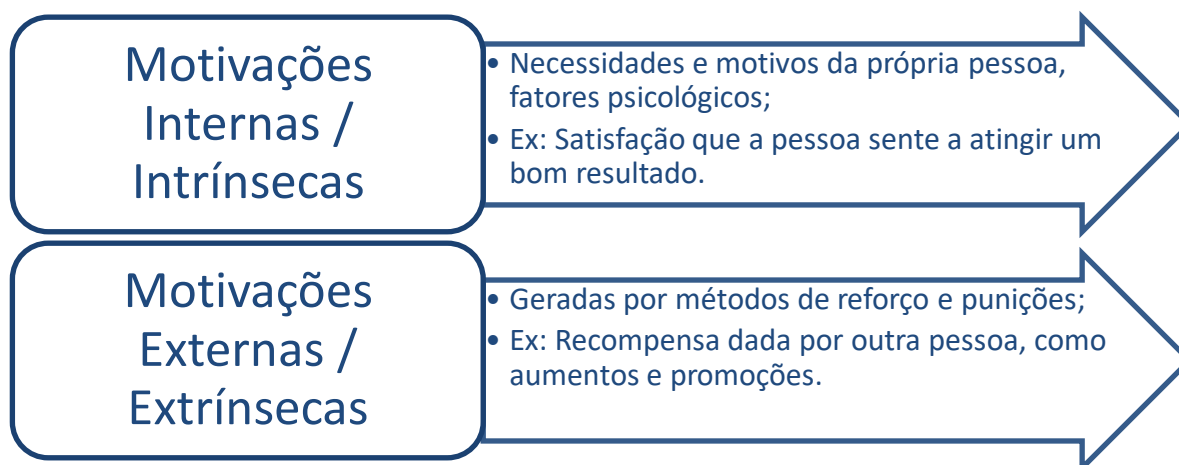 Motivações
Internas /
Intrínsecas
• Necessidades e motivos da própria pessoa,
fatores psicológicos;
• Ex: Satisfação que a pessoa sente a atingir um
bom resultado.
Motivações
Externas /
Extrínsecas
• Geradas por métodos de reforço e punições;
• Ex: Recompensa dada por outra pessoa, como
aumentos e promoções.